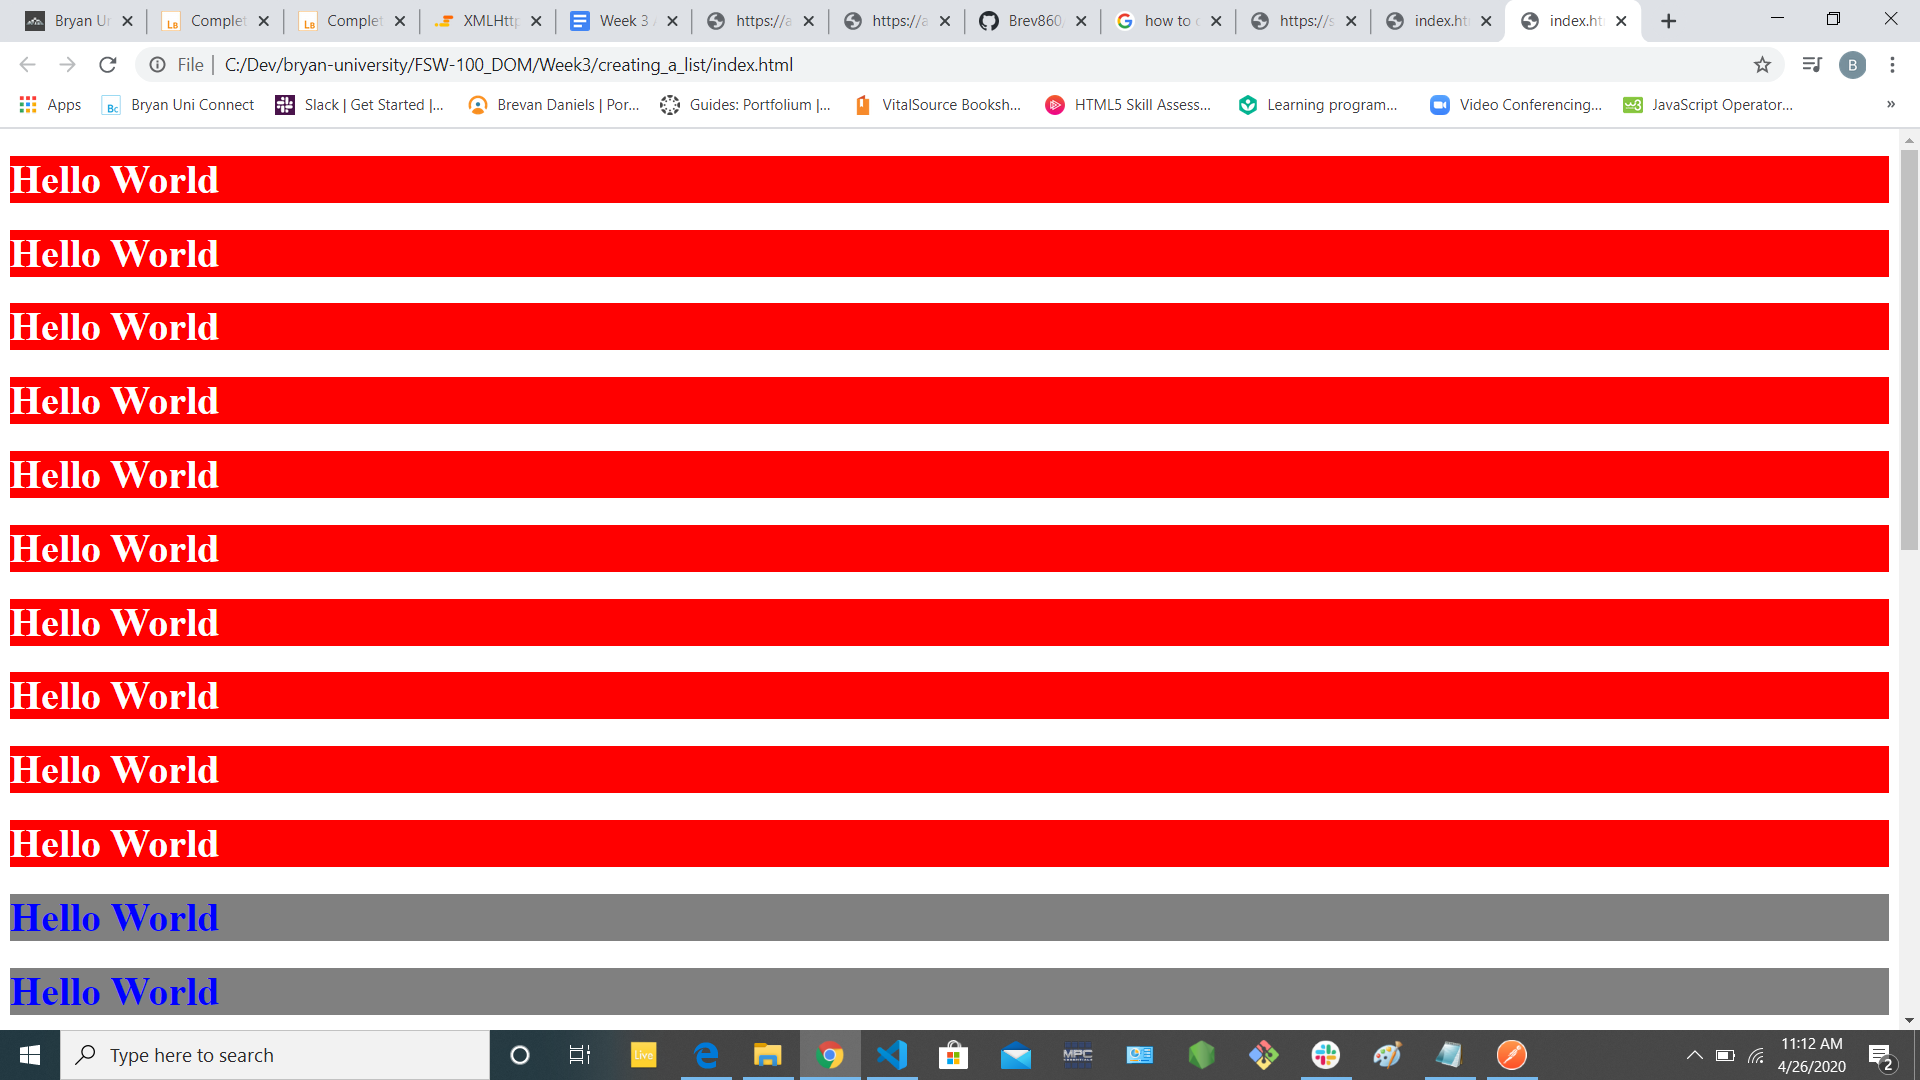 Bryan Ur
Complet
Complet
XMLHttp
Week 3 /
https://a
https://a
Brev860/
how to c
https://s
index.ht
index.ht
File | C:/Dev/bryan-university/FSW-100_DOM/Week3/creating_a_list/index.html
B
Apps
Bryan Uni Connect
Slack | Get Started |...
Brevan Daniels | Por...
Guides: Portfolium |...
VitalSource Booksh...
HTML5 Skill Assess...
Learning program...
Video Conferencing...
JavaScript Operator...
»
Hello World
Hello World
Hello World
Hello World
Hello World
Hello World
Hello World
Hello World
Hello World
Hello World
Hello World
Hello World
Type here to search
Live
MPC
11:12 AM
4/26/2020
2